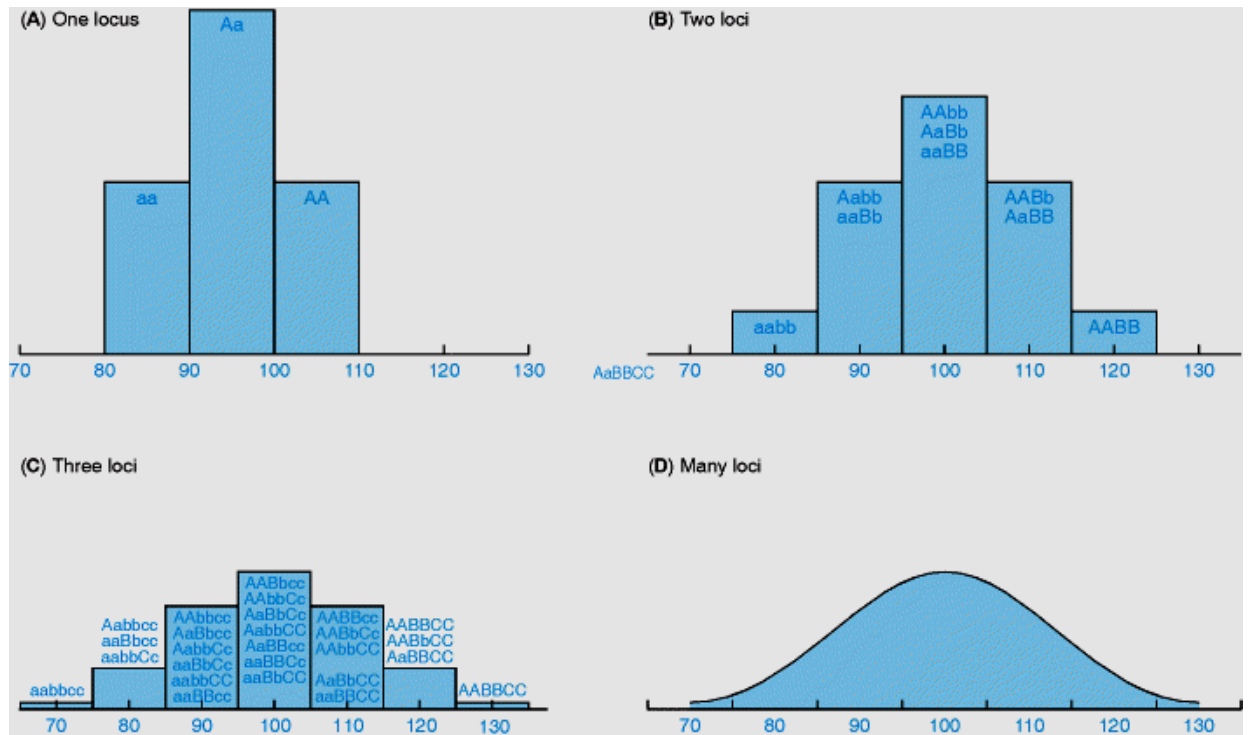 (A) One locus
Aa
aa
AA
70 80 90 100 110 120 130
(B) Two loci
AAbb
AaBb
aaBB
Aabb
aaBb
AABb
AaBB
aabb
AABB
AaBBCC
70 80 90 100 110 120 130
(C) Three loci
aabbcc
Aabbcc
aaBbcc
aabbCc
AAbbcc
AaBbcc
AabbCc
aaBbCc
aabbCC
aaBBcc
AABbcc
AAbbCc
AaBbCc
AabbCC
AaBBcc
aaBBCc
aaBbCC
AABBcc
AABbCc
AAbbCC
AaBbCC
aaBBCC
AABBCC
AABbCC
AaBBCC
AABBCC
70 80 90 100 110 120 130
(D) Many loci
70 80 90 100 110 120 130